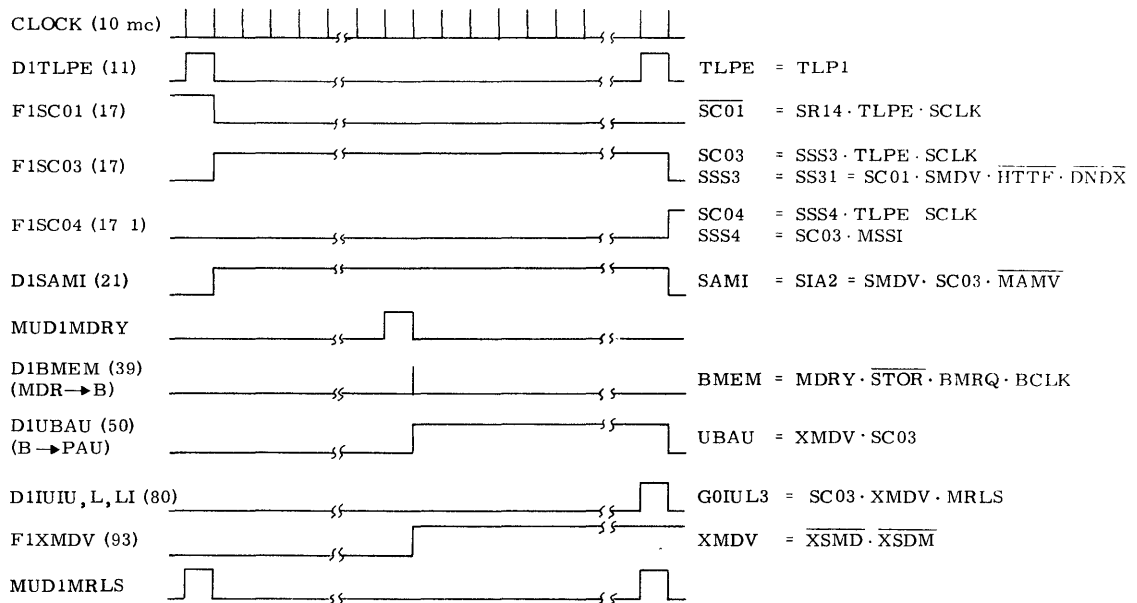 CLOCK (10 mc)
D1TLPE (11) TLPE = TLP1
F1SC01 (17) SC01 = SR14 · TLPE · SCLK
F1SC03 (17) SC03 = SSS3 · TLPE · SCLK
SSS3 = SS31 = SC01 · SMDV · HTTF · DNDX
F1SC04 (17 1) SC04 = SSS4 · TLPE SCLK
SSS4 = SC03 · MSSI
D1SAMI (21) SAMI = SIA2 = SMDV · SC03 · MAMV
MUD1MDRY
D1BMEM (39) BMEM = MDRY · STOR · BMRQ · BCLK
(MDR→B)
D1UBAU (50) UBAU = XMDV · SC03
(B→PAU)
D1IUIU, L, LI (80) G0IUL3 = SC03 · XMDV · MRLS
F1XMDV (93) XMDV = XSMD · XSDM
MUD1MRLS